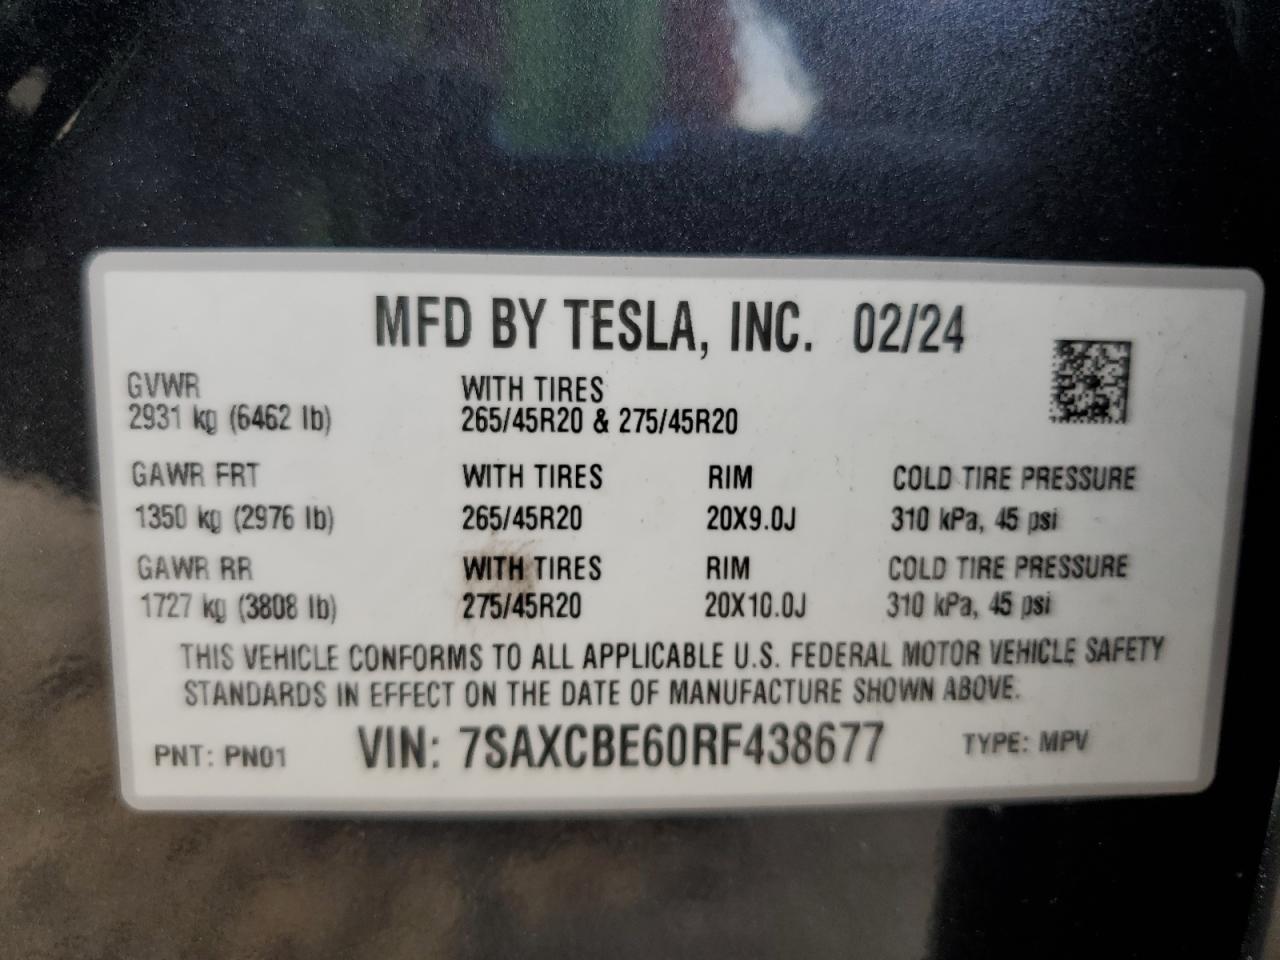 MFD BY TESLA, INC. 02/24
GVWR WITH TIRES
2931 kg (6462 lb) 265/45R20 & 275/45R20
GAWR FRT WITH TIRES RIM COLD TIRE PRESSURE
1350 kg (2976 lb) 265/45R20 20X9.0J 310 kPa, 45 psi
GAWR RR WITH TIRES RIM COLD TIRE PRESSURE
1727 kg (3808 lb) 275/45R20 20X10.0J 310 kPa, 45 psi
THIS VEHICLE CONFORMS TO ALL APPLICABLE U.S. FEDERAL MOTOR VEHICLE SAFETY
STANDARDS IN EFFECT ON THE DATE OF MANUFACTURE SHOWN ABOVE.
PNT: PN01 VIN: 7SAXCBE60RF438677 TYPE: MPV